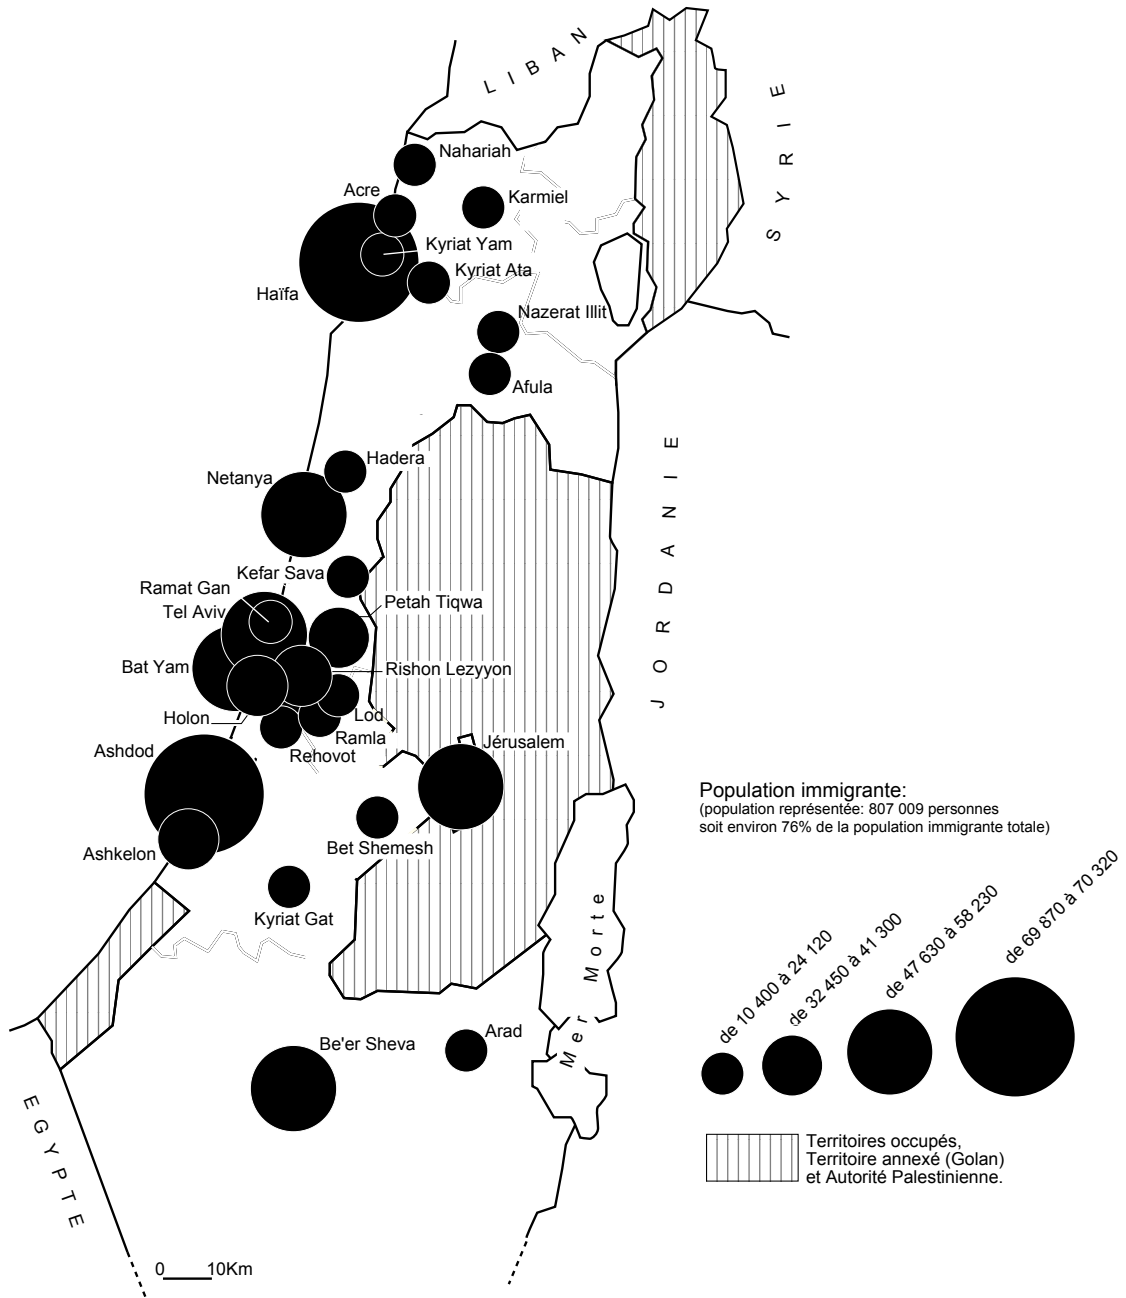 LIBAN
SYRIE
Nahariah
Acre
Karmiel
Kyriat Yam
Kyriat Ata
Haïfa
Nazerat Illit
Afula
JORDANIE
Hadera
Netanya
Kefar Sava
Ramat Gan
Petah Tiqwa
Tel Aviv
Bat Yam
Rishon Lezyyon
Holon
Lod
Ramla
Rehovot
Jérusalem
Ashdod
Bet Shemesh
Ashkelon
Kyriat Gat
Mer Morte
Arad
Be'er Sheva
EGYPTE
0 10Km
Population immigrante:
(population représentée: 807 009 personnes
soit environ 76% de la population immigrante totale)
de 10 400 à 24 120
de 32 450 à 41 300
de 47 630 à 58 230
de 69 870 à 70 320
Territoires occupés,
Territoire annexé (Golan)
et Autorité Palestinienne.